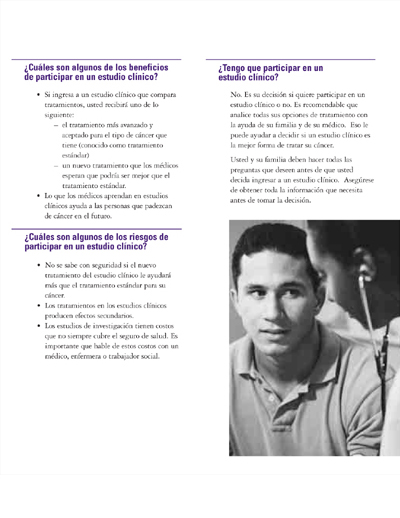 ¿Cuáles son algunos de los beneficios
de participar en un estudio clínico?
• Si ingresa a un estudio clínico que compara
tratamientos, usted recibirá uno de lo
siguiente:
– el tratamiento más avanzado y
aceptado para el tipo de cáncer que
tiene (conocido como tratamiento
estándar)
– un nuevo tratamiento que los médicos
esperan que podría ser mejor que el
tratamiento estándar.
• Lo que los médicos aprendan en estudios
clínicos ayuda a las personas que padezcan
de cáncer en el futuro.
¿Cuáles son algunos de los riesgos de
participar en un estudio clínico?
• No se sabe con seguridad si el nuevo
tratamiento del estudio clínico le ayudará
más que el tratamiento estándar para su
cáncer.
• Los tratamientos en los estudios clínicos
producen efectos secundarios.
• Los estudios de investigación tienen costos
que no siempre cubre el seguro de salud. Es
importante que hable de estos costos con un
médico, enfermera o trabajador social.
¿Tengo que participar en un
estudio clínico?
No. Es su decisión si quiere participar en un
estudio clínico o no. Es recomendable que
analice todas sus opciones de tratamiento con
la ayuda de su familia y de su médico. Eso le
puede ayudar a decidir si un estudio clínico es
la mejor forma de tratar su cáncer.
Usted y su familia deben hacer todas las
preguntas que deseen antes de que usted
decida ingresar a un estudio clínico. Asegúrese
de obtener toda la información que necesita
antes de tomar la decisión.